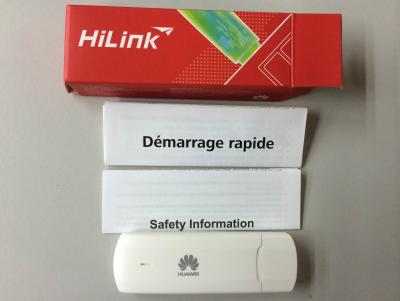 HiLink
Démarrage rapide
Safety Information
HUAWEI